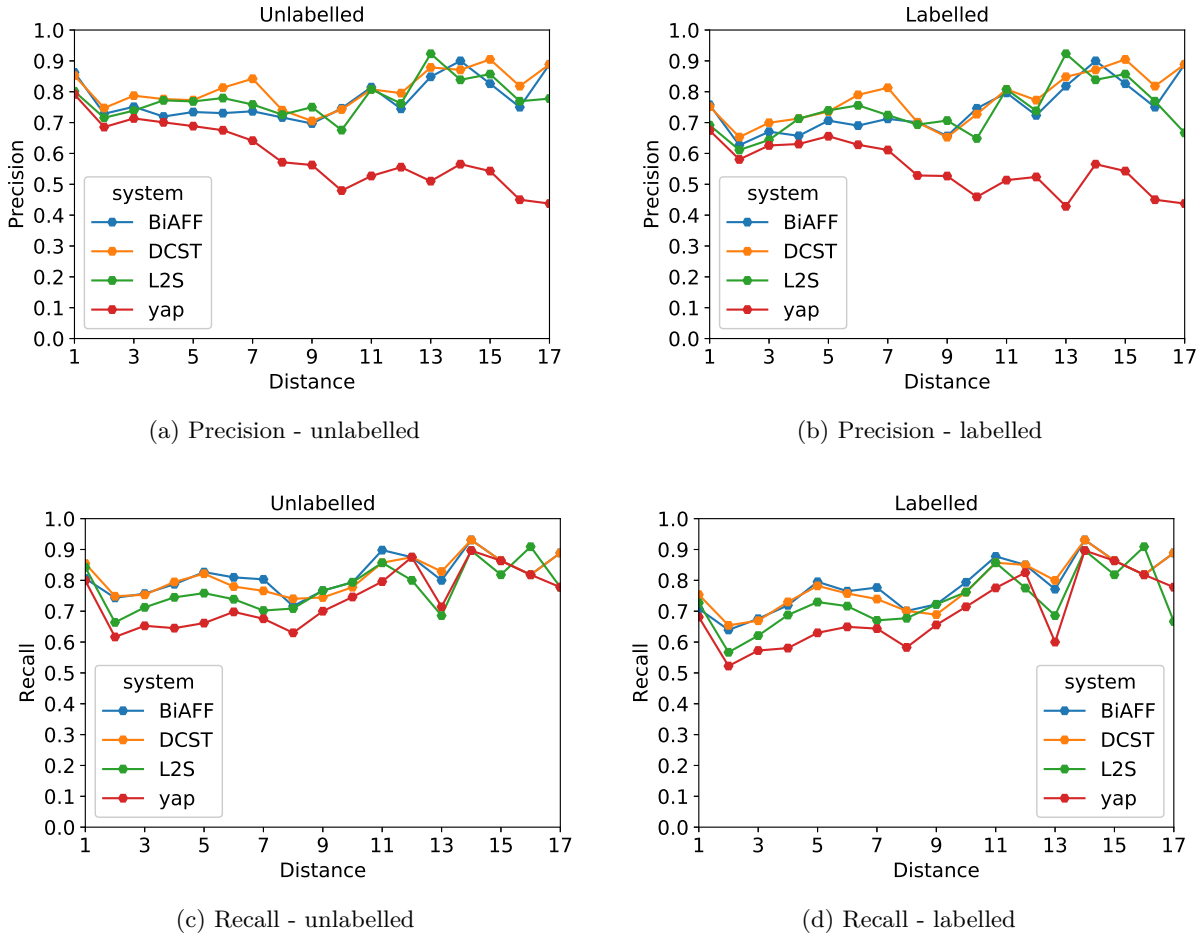 Unlabelled
1.0
0.9
0.8
0.7
0.6
0.5
0.4
0.3
0.2
0.1
0.0
Precision
system
BiAFF
DCST
L2S
yap
1 3 5 7 9 11 13 15 17
Distance
(a) Precision - unlabelled
Labelled
1.0
0.9
0.8
0.7
0.6
0.5
0.4
0.3
0.2
0.1
0.0
Precision
system
BiAFF
DCST
L2S
yap
1 3 5 7 9 11 13 15 17
Distance
(b) Precision - labelled
Unlabelled
1.0
0.9
0.8
0.7
0.6
0.5
0.4
0.3
0.2
0.1
0.0
Recall
system
BiAFF
DCST
L2S
yap
1 3 5 7 9 11 13 15 17
Distance
(c) Recall - unlabelled
Labelled
1.0
0.9
0.8
0.7
0.6
0.5
0.4
0.3
0.2
0.1
0.0
Recall
system
BiAFF
DCST
L2S
yap
1 3 5 7 9 11 13 15 17
Distance
(d) Recall - labelled